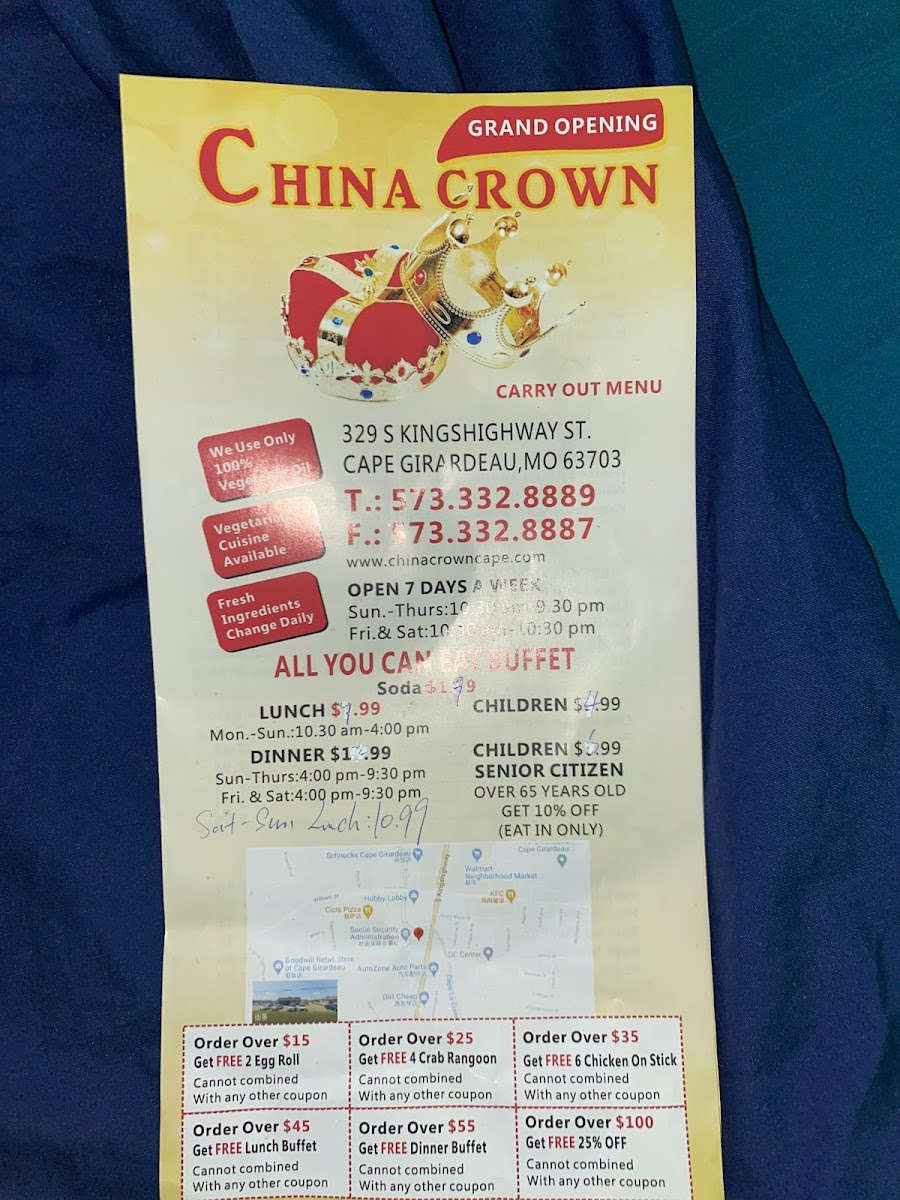 GRAND OPENING
CHINA CROWN
CARRY OUT MENU
We Use Only
100%
Vegetable Oil
Vegetarian
Cuisine
Available
Fresh
Ingredients
Change Daily
329 S KINGSHIGHWAY ST.
CAPE GIRARDEAU,MO 63703
T.: 573.332.8889
F.: 573.332.8887
www.chinacrowncape.com
OPEN 7 DAYS A WEEK
Sun.-Thurs:10:30 am-9.30 pm
Fri.& Sat:10:30 am-10:30 pm
ALL YOU CAN EAT BUFFET
Soda $1.99
LUNCH $9.99
Mon.-Sun.:10.30 am-4:00 pm
DINNER
Sun-Thurs:4:00 pm-9:30 pm
Fri. & Sat:4:00 pm-9:30 pm
Sat-Sun Lunch:10.99
CHILDREN $4.99
CHILDREN $6.99
SENIOR CITIZEN
OVER 65 YEARS OLD
GET 10% OFF
(EAT IN ONLY)
Schnucks Cape Girardeau
Cape Girardeau
Walmart
Neighborhood Market
S Kingshighway
William St
Hobby Lobby
KFC
Cicis Pizza
Social Security
Administration
DC Center
Goodwill Retail Store
of Cape Girardeau
AutoZone Auto Parts
Dirt Cheap
Order Over $15
Get FREE 2 Egg Roll
Cannot combined
With any other coupon
Order Over $25
Get FREE 4 Crab Rangoon
Cannot combined
With any other coupon
Order Over $35
Get FREE 6 Chicken On Stick
Cannot combined
With any other coupon
Order Over $45
Get FREE Lunch Buffet
Cannot combined
With any other coupon
Order Over $55
Get FREE Dinner Buffet
Cannot combined
With any other coupon
Order Over $100
Get FREE 25% OFF
Cannot combined
With any other coupon